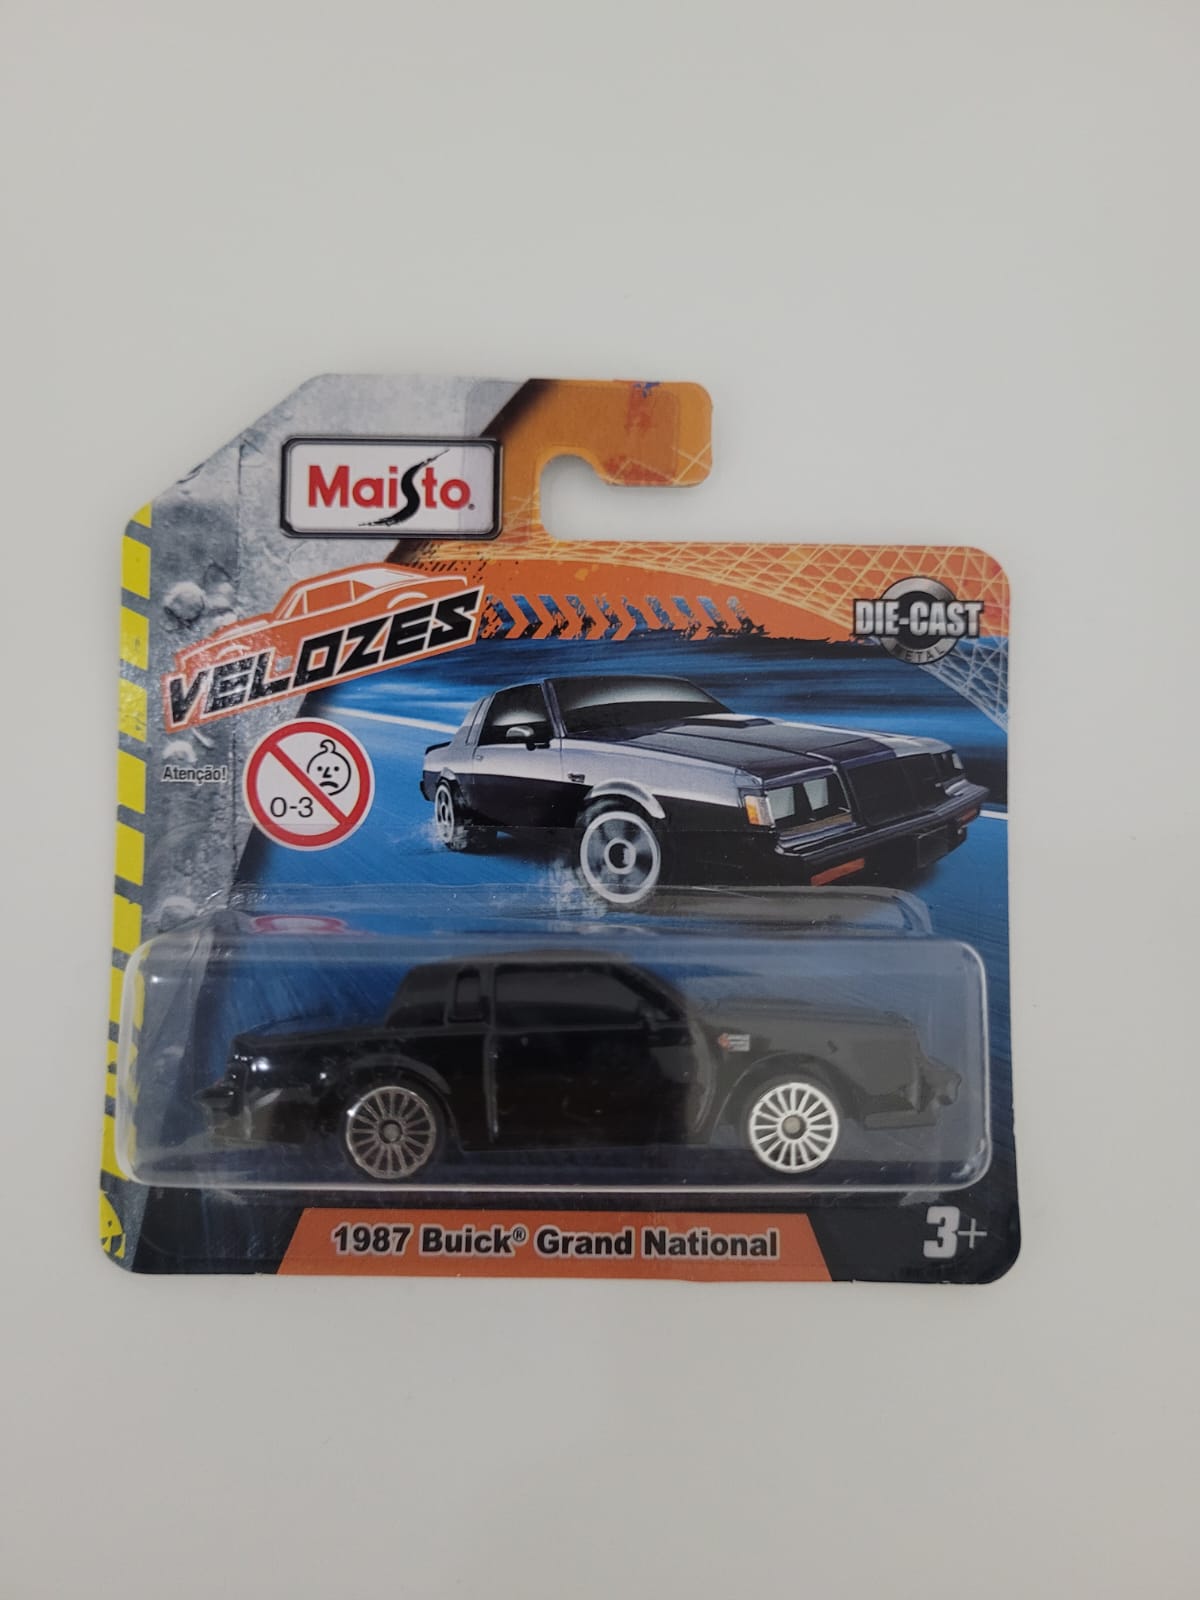 Maisto
VELOZES
DIE-CAST
METAL
Atenção!
0-3
1987 Buick® Grand National
3+